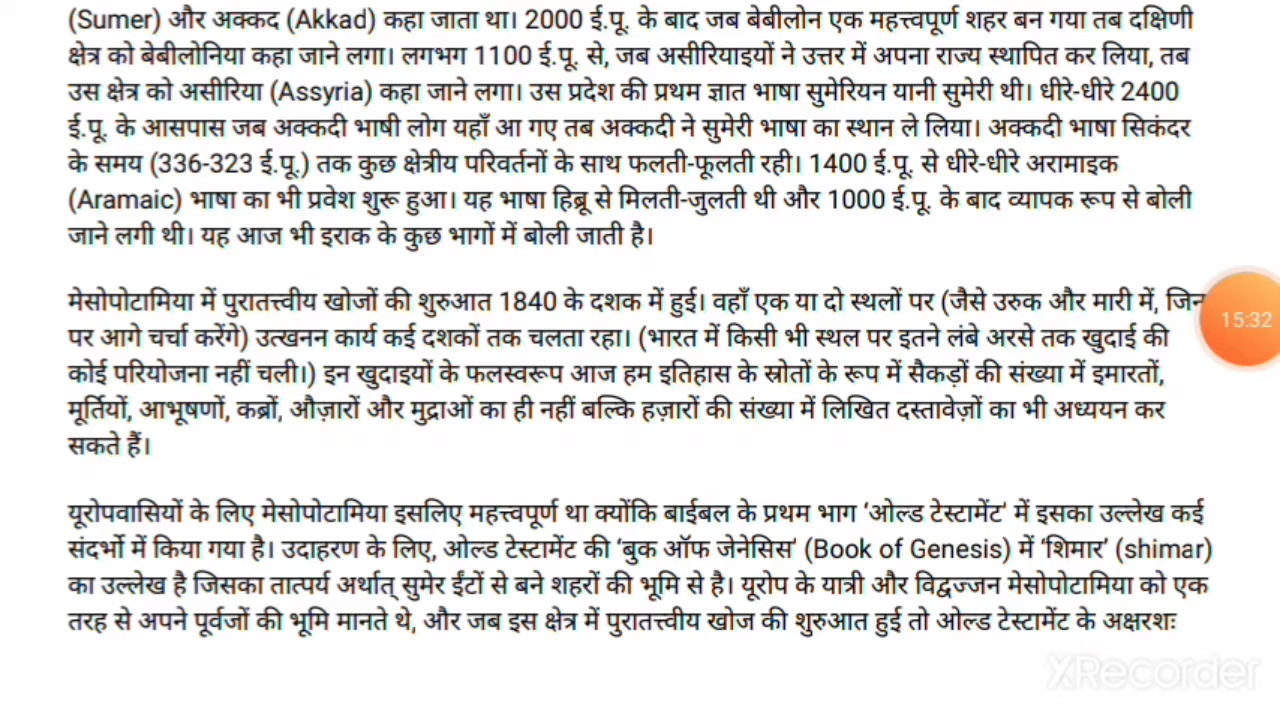 (Sumer) और अक्कद (Akkad) कहा जाता था। 2000 ई.पू. के बाद जब बेबीलोन एक महत्त्वपूर्ण शहर बन गया तब दक्षिणी
क्षेत्र को बेबीलोनिया कहा जाने लगा। लगभग 1100 ई.पू. से, जब असीरियाइयों ने उत्तर में अपना राज्य स्थापित कर लिया, तब
उस क्षेत्र को असीरिया (Assyria) कहा जाने लगा। उस प्रदेश की प्रथम ज्ञात भाषा सुमेरियन यानी सुमेरी थी। धीरे-धीरे 2400
ई.पू. के आसपास जब अक्कदी भाषी लोग यहाँ आ गए तब अक्कदी ने सुमेरी भाषा का स्थान ले लिया। अक्कदी भाषा सिकंदर
के समय (336-323 ई.पू.) तक कुछ क्षेत्रीय परिवर्तनों के साथ फलती-फूलती रही। 1400 ई.पू. से धीरे-धीरे अरामाइक
(Aramaic) भाषा का भी प्रवेश शुरू हुआ। यह भाषा हिब्रू से मिलती-जुलती थी और 1000 ई.पू. के बाद व्यापक रूप से बोली
जाने लगी थी। यह आज भी इराक के कुछ भागों में बोली जाती है।
मेसोपोटामिया में पुरातत्त्वीय खोजों की शुरुआत 1840 के दशक में हुई। वहाँ एक या दो स्थलों पर (जैसे उरुक और मारी में, जिन
पर आगे चर्चा करेंगे) उत्खनन कार्य कई दशकों तक चलता रहा। (भारत में किसी भी स्थल पर इतने लंबे अरसे तक खुदाई की
कोई परियोजना नहीं चली।) इन खुदाइयों के फलस्वरूप आज हम इतिहास के स्रोतों के रूप में सैकड़ों की संख्या में इमारतों,
मूर्तियों, आभूषणों, कब्रों, औज़ारों और मुद्राओं का ही नहीं बल्कि हज़ारों की संख्या में लिखित दस्तावेज़ों का भी अध्ययन कर
सकते हैं।
यूरोपवासियों के लिए मेसोपोटामिया इसलिए महत्त्वपूर्ण था क्योंकि बाईबल के प्रथम भाग ‘ओल्ड टेस्टामेंट’ में इसका उल्लेख कई
संदर्भो में किया गया है। उदाहरण के लिए, ओल्ड टेस्टामेंट की ‘बुक ऑफ जेनेसिस’ (Book of Genesis) में ‘शिमार’ (shimar)
का उल्लेख है जिसका तात्पर्य अर्थात् सुमेर ईंटों से बने शहरों की भूमि से है। यूरोप के यात्री और विद्वज्जन मेसोपोटामिया को एक
तरह से अपने पूर्वजों की भूमि मानते थे, और जब इस क्षेत्र में पुरातत्त्वीय खोज की शुरुआत हुई तो ओल्ड टेस्टामेंट के अक्षरशः
15:32
XRecorder